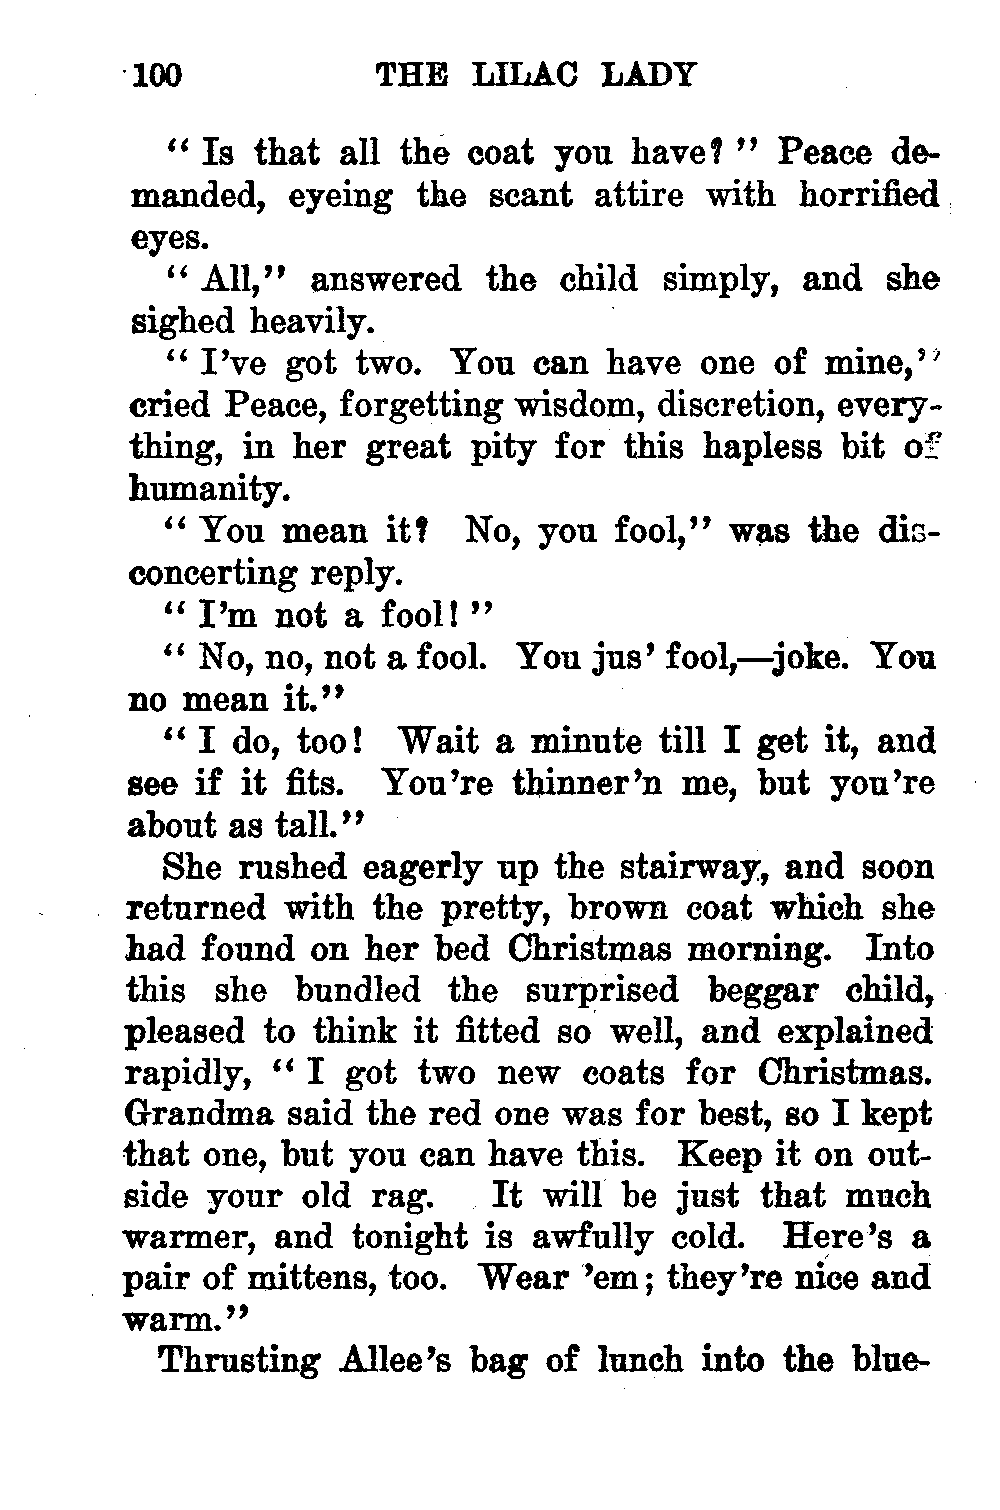 100 THE LILAC LADY
“ Is that all the coat you have? ” Peace de-
manded, eyeing the scant attire with horrified
eyes.
“ All,” answered the child simply, and she
sighed heavily.
“ I’ve got two. You can have one of mine,”
cried Peace, forgetting wisdom, discretion, every-
thing, in her great pity for this hapless bit of
humanity.
“ You mean it? No, you fool,” was the dis-
concerting reply.
“ I’m not a fool! ”
“ No, no, not a fool. You jus’ fool,—joke. You
no mean it.”
“ I do, too! Wait a minute till I get it, and
see if it fits. You’re thinner’n me, but you’re
about as tall.”
She rushed eagerly up the stairway, and soon
returned with the pretty, brown coat which she
had found on her bed Christmas morning. Into
this she bundled the surprised beggar child,
pleased to think it fitted so well, and explained
rapidly, “ I got two new coats for Christmas.
Grandma said the red one was for best, so I kept
that one, but you can have this. Keep it on out-
side your old rag. It will be just that much
warmer, and tonight is awfully cold. Here’s a
pair of mittens, too. Wear ’em; they’re nice and
warm.”
Thrusting Allee’s bag of lunch into the blue-